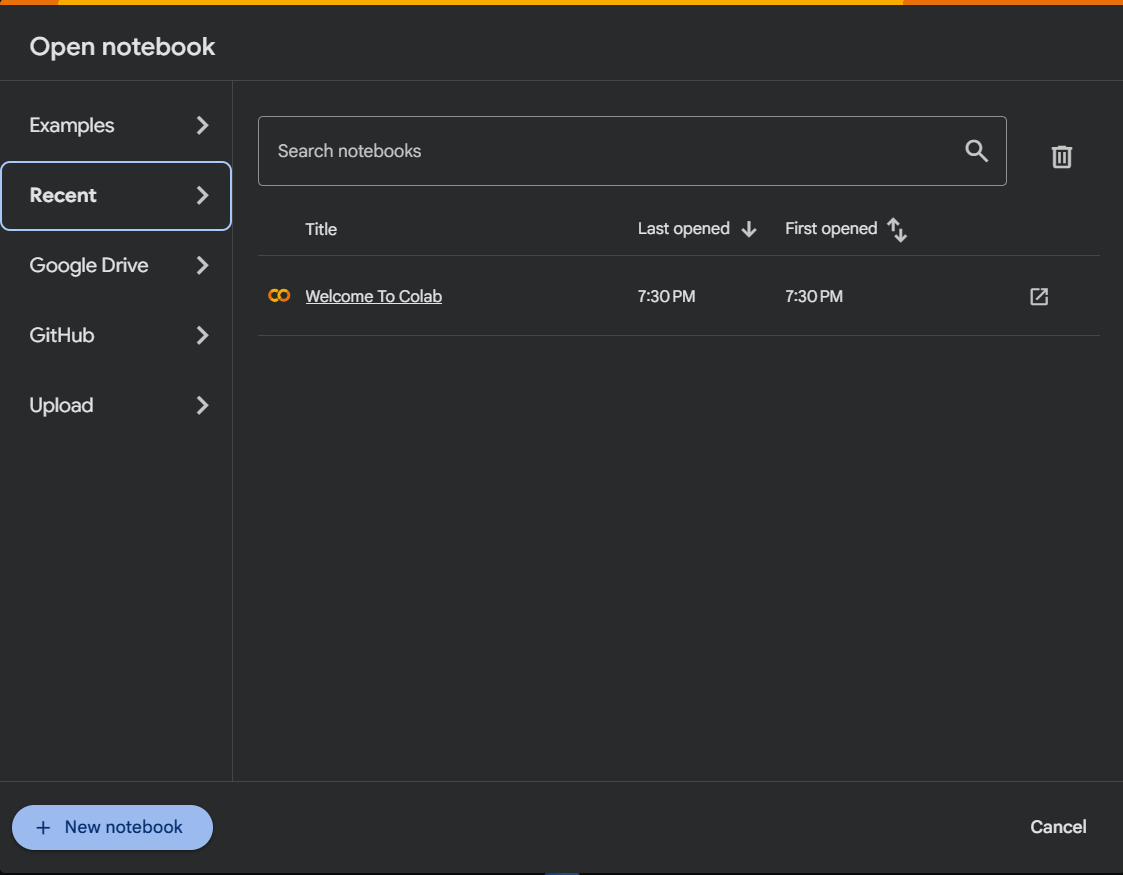 Open notebook
Examples
Recent
Google Drive
GitHub
Upload
Search notebooks
Title Last opened First opened
Welcome To Colab 7:30 PM 7:30 PM
+ New notebook
Cancel